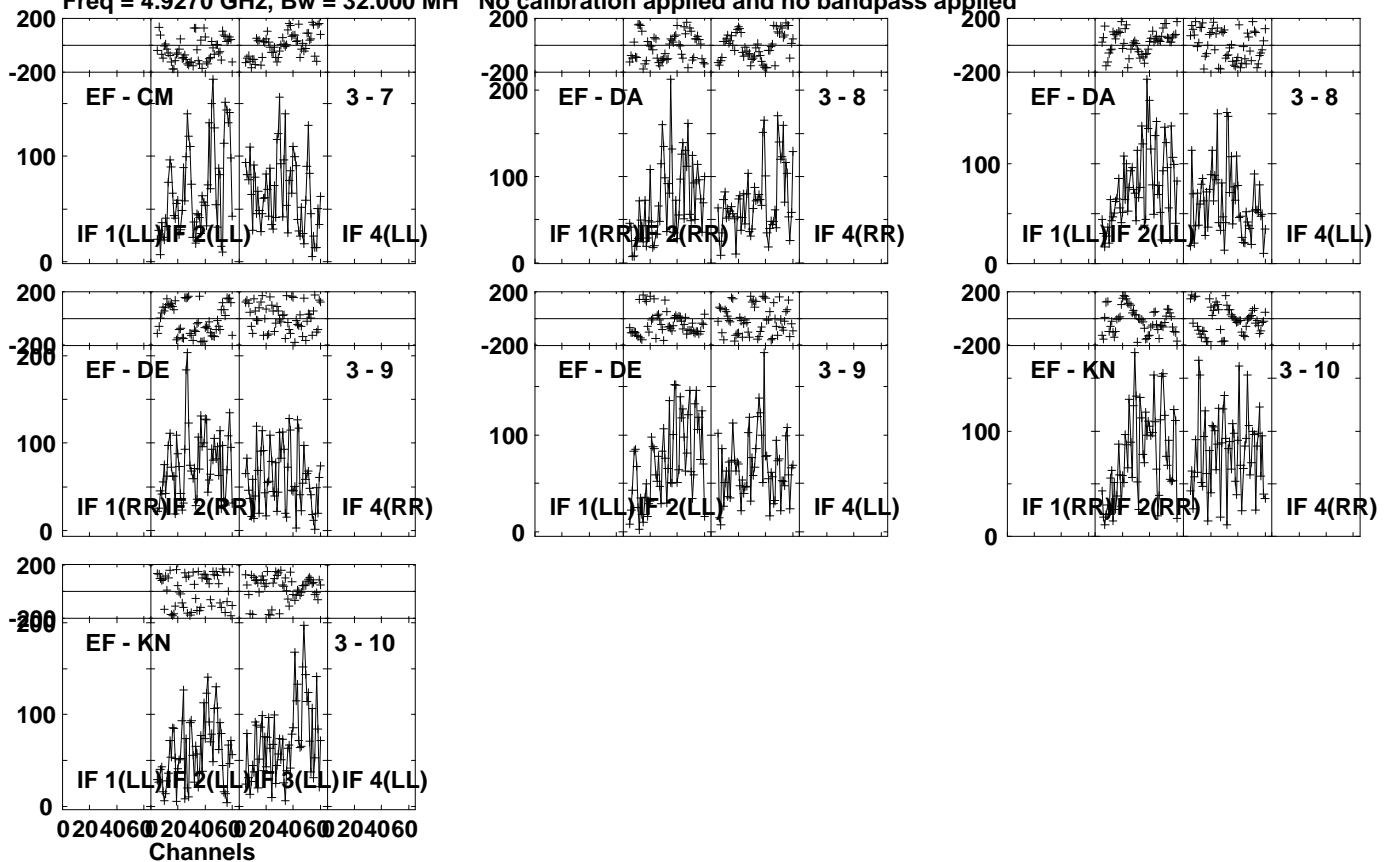 Freq = 4.9270 GHz, Bw = 32.000 MH No calibration applied and no bandpass applied
200 200 200
-200 -200 -200
EF - CM 3 - 7 EF - DA 3 - 8 EF - DA 3 - 8
100 100 100
IF 1(LL) IF 2(LL) IF 4(LL) IF 1(RR) IF 2(RR) IF 4(RR) IF 1(LL) IF 2(LL) IF 4(LL)
0 0 0
200 200 200
-200 -200 -200
200
EF - DE 3 - 9 EF - DE 3 - 9 EF - KN 3 - 10
100 100 100
IF 1(RR) IF 2(RR) IF 4(RR) IF 1(LL) IF 2(LL) IF 4(LL) IF 1(RR) IF 2(RR) IF 4(RR)
0 0 0
200
-200
200
EF - KN 3 - 10
100
IF 1(LL) IF 2(LL) IF 3(LL) IF 4(LL)
0
0 20 40 60 0 20 40 60 0 20 40 60 0 20 40 60
Channels